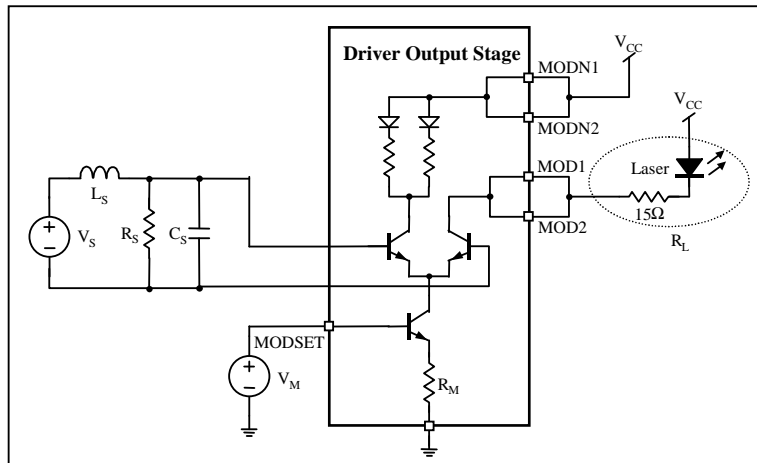 Driver Output Stage
MODN1
V_CC
MODN2
V_CC
MOD1
Laser
L_S
15Ω
MOD2
R_L
V_S
R_S
C_S
MODSET
V_M
R_M